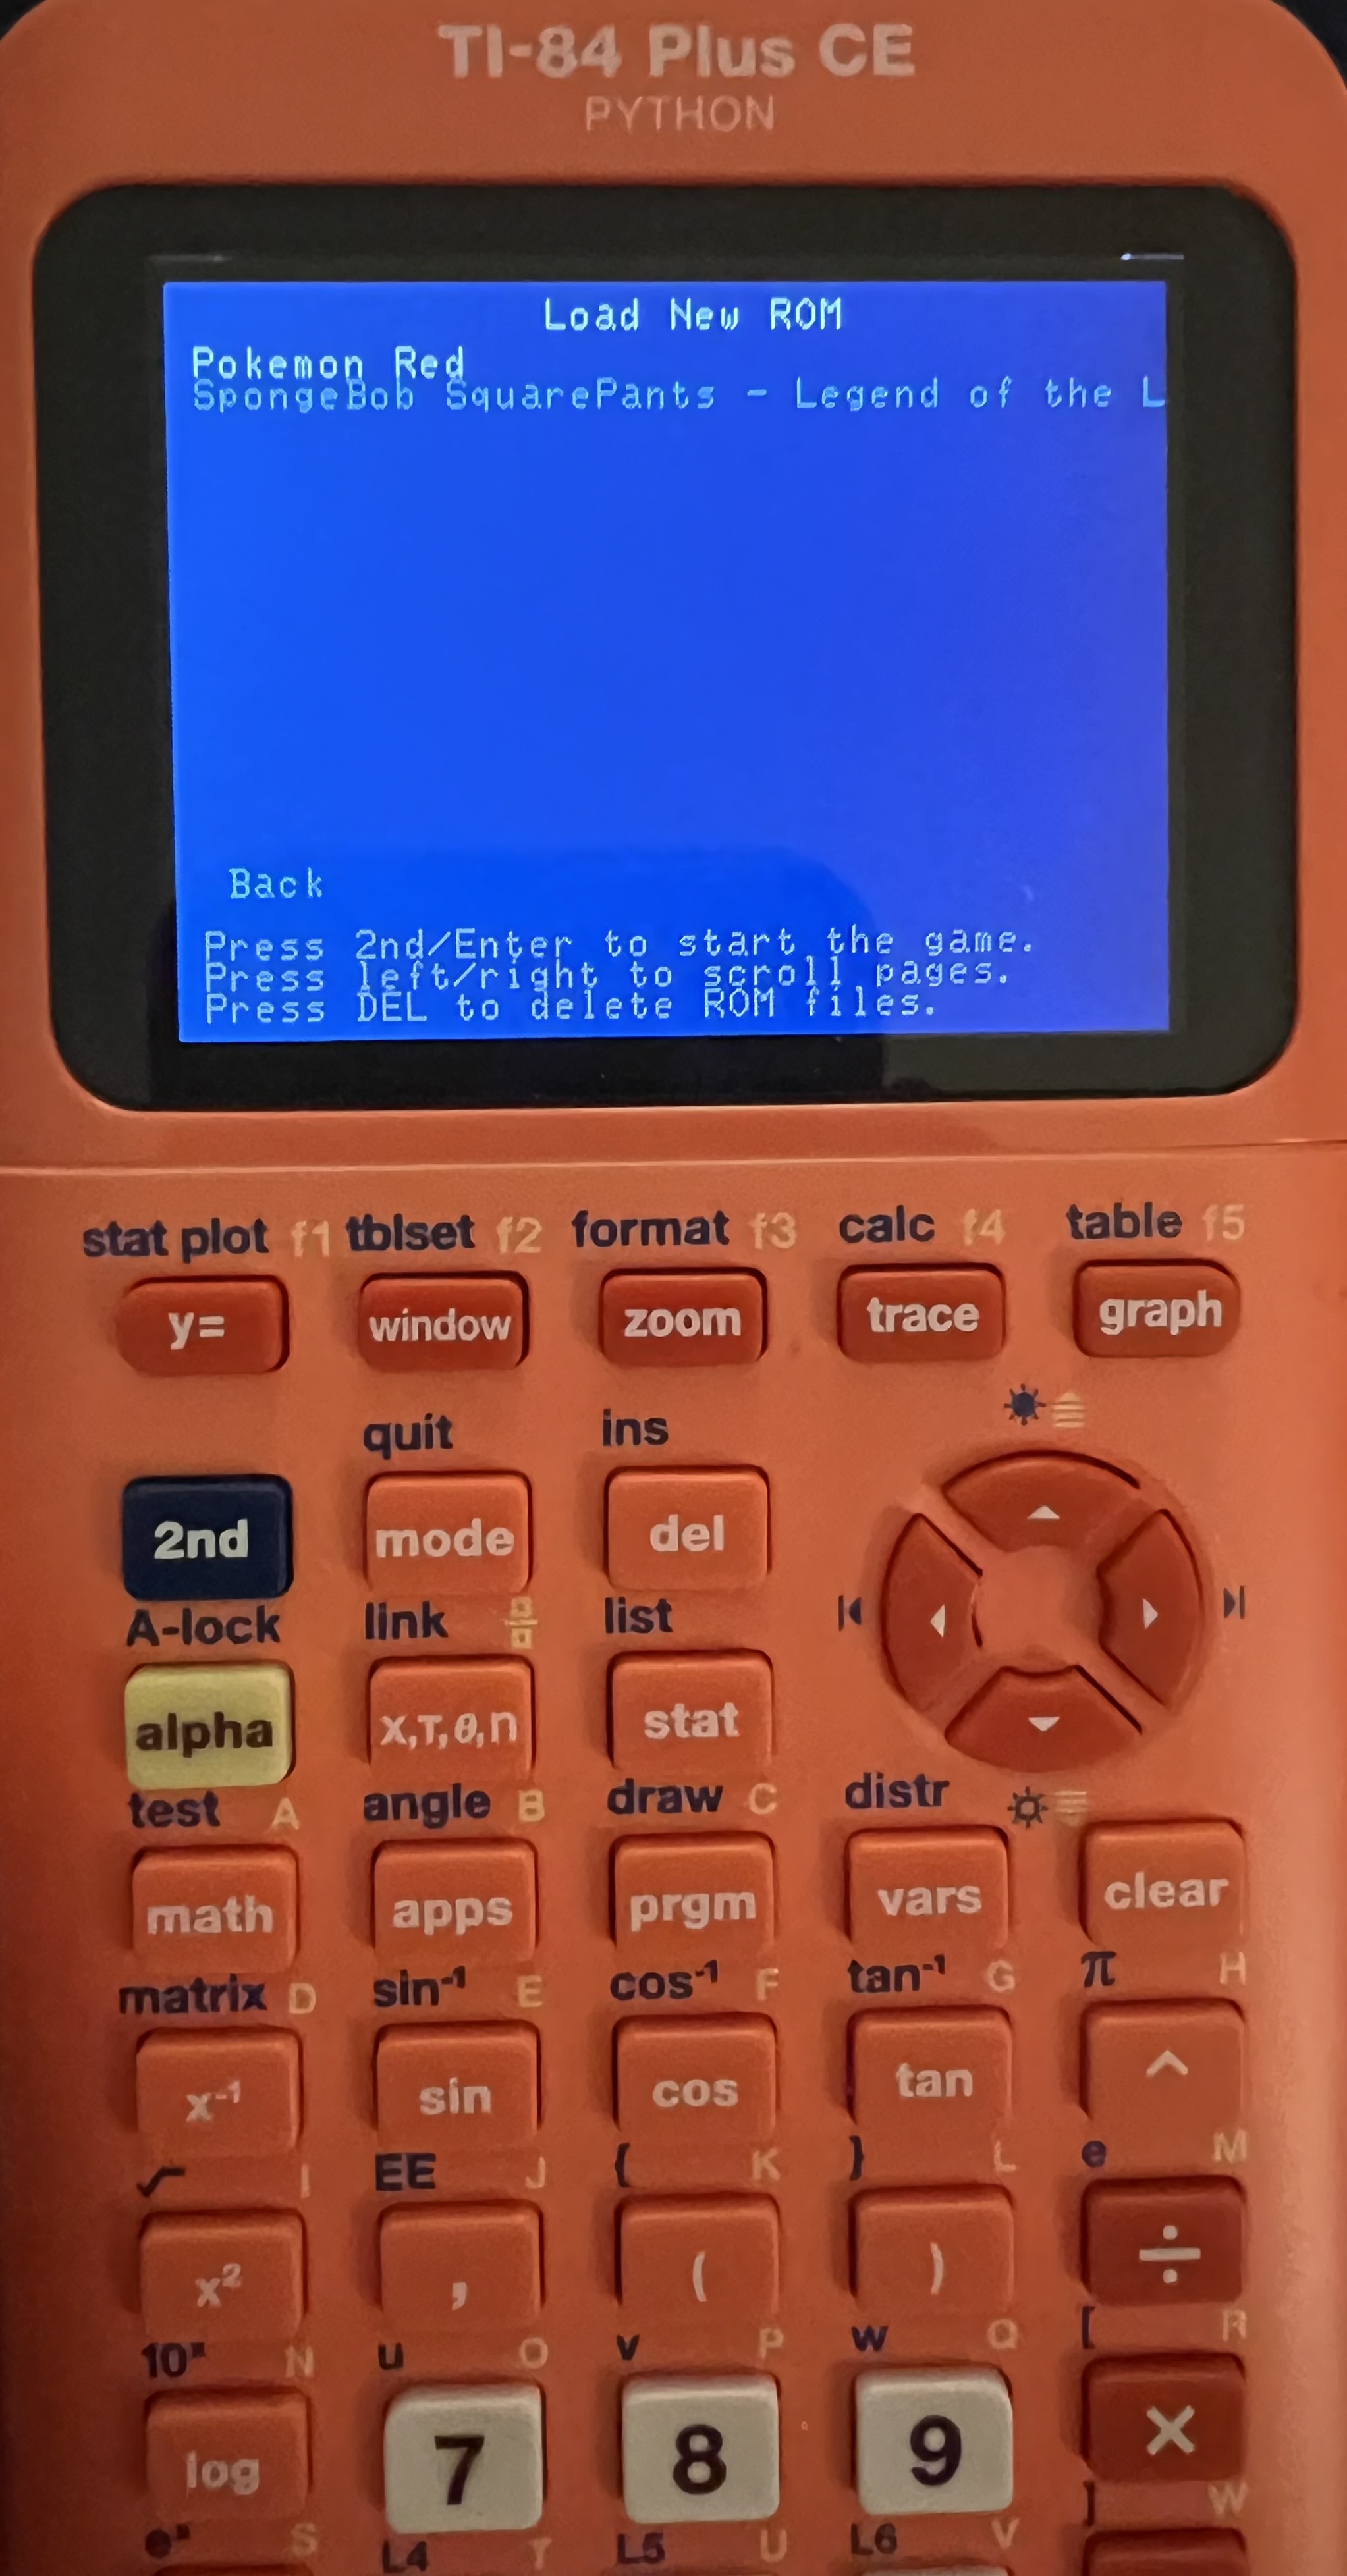 TI-84 Plus CE
PYTHON
Load New ROM
Pokemon Red
SpongeBob SquarePants - Legend of the L
Back
Press 2nd/Enter to start the game.
Press left/right to scroll pages.
Press DEL to delete ROM files.
stat plot f1 tblset f2 format f3 calc f4 table f5
y= window zoom trace graph
quit ins
2nd mode del
A-lock link list
alpha X,T,θ,n stat
test A angle B draw C distr
math apps prgm vars clear
matrix D sin⁻¹ E cos⁻¹ F tan⁻¹ G π H
x⁻¹ sin cos tan ^
√ I EE J { K } L e M
x² , ( ) ÷
10ˣ N u O v P w Q [ R
log 7 8 9 ×
eˣ S L4 T L5 U L6 V ] W